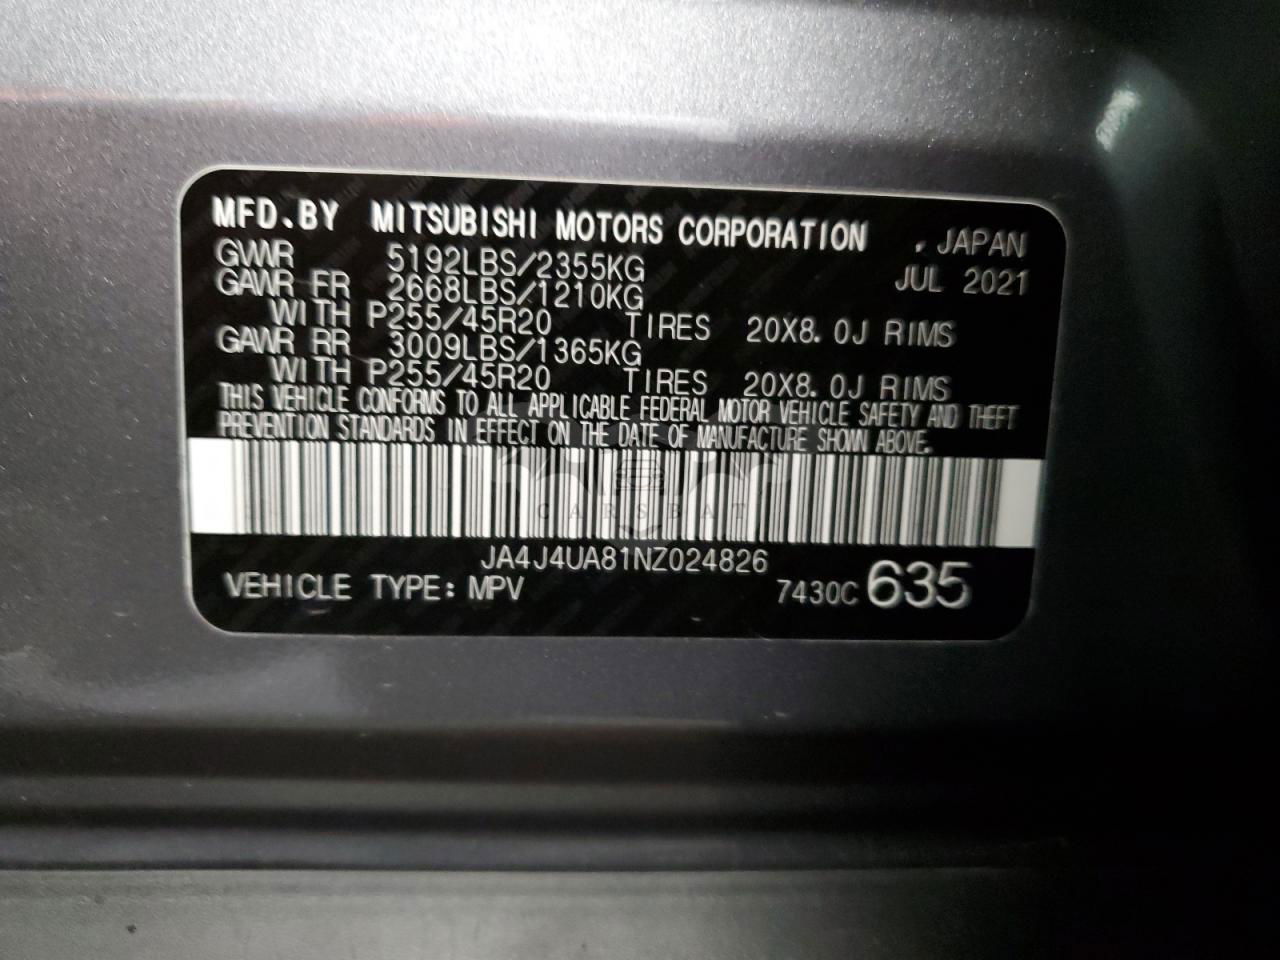 MFD.BY MITSUBISHI MOTORS CORPORATION , JAPAN
GVWR 5192LBS/2355KG JUL 2021
GAWR FR 2668LBS/1210KG
WITH P255/45R20 TIRES 20X8.0J RIMS
GAWR RR 3009LBS/1365KG
WITH P255/45R20 TIRES 20X8.0J RIMS
THIS VEHICLE CONFORMS TO ALL APPLICABLE FEDERAL MOTOR VEHICLE SAFETY AND THEFT
PREVENTION STANDARDS IN EFFECT ON THE DATE OF MANUFACTURE SHOWN ABOVE.
CARSBAT
JA4J4UA81NZ024826
VEHICLE TYPE: MPV 7430C 635